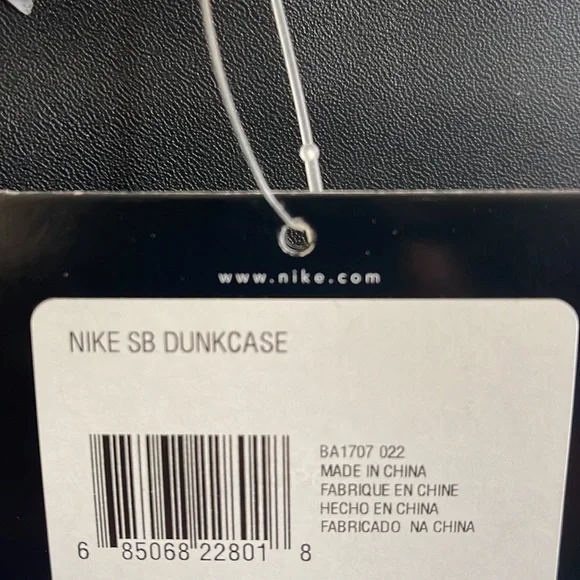 www.nike.com
NIKE SB DUNKCASE
BA1707 022
MADE IN CHINA
FABRIQUE EN CHINE
HECHO EN CHINA
FABRICADO NA CHINA
6 85068 22801 8